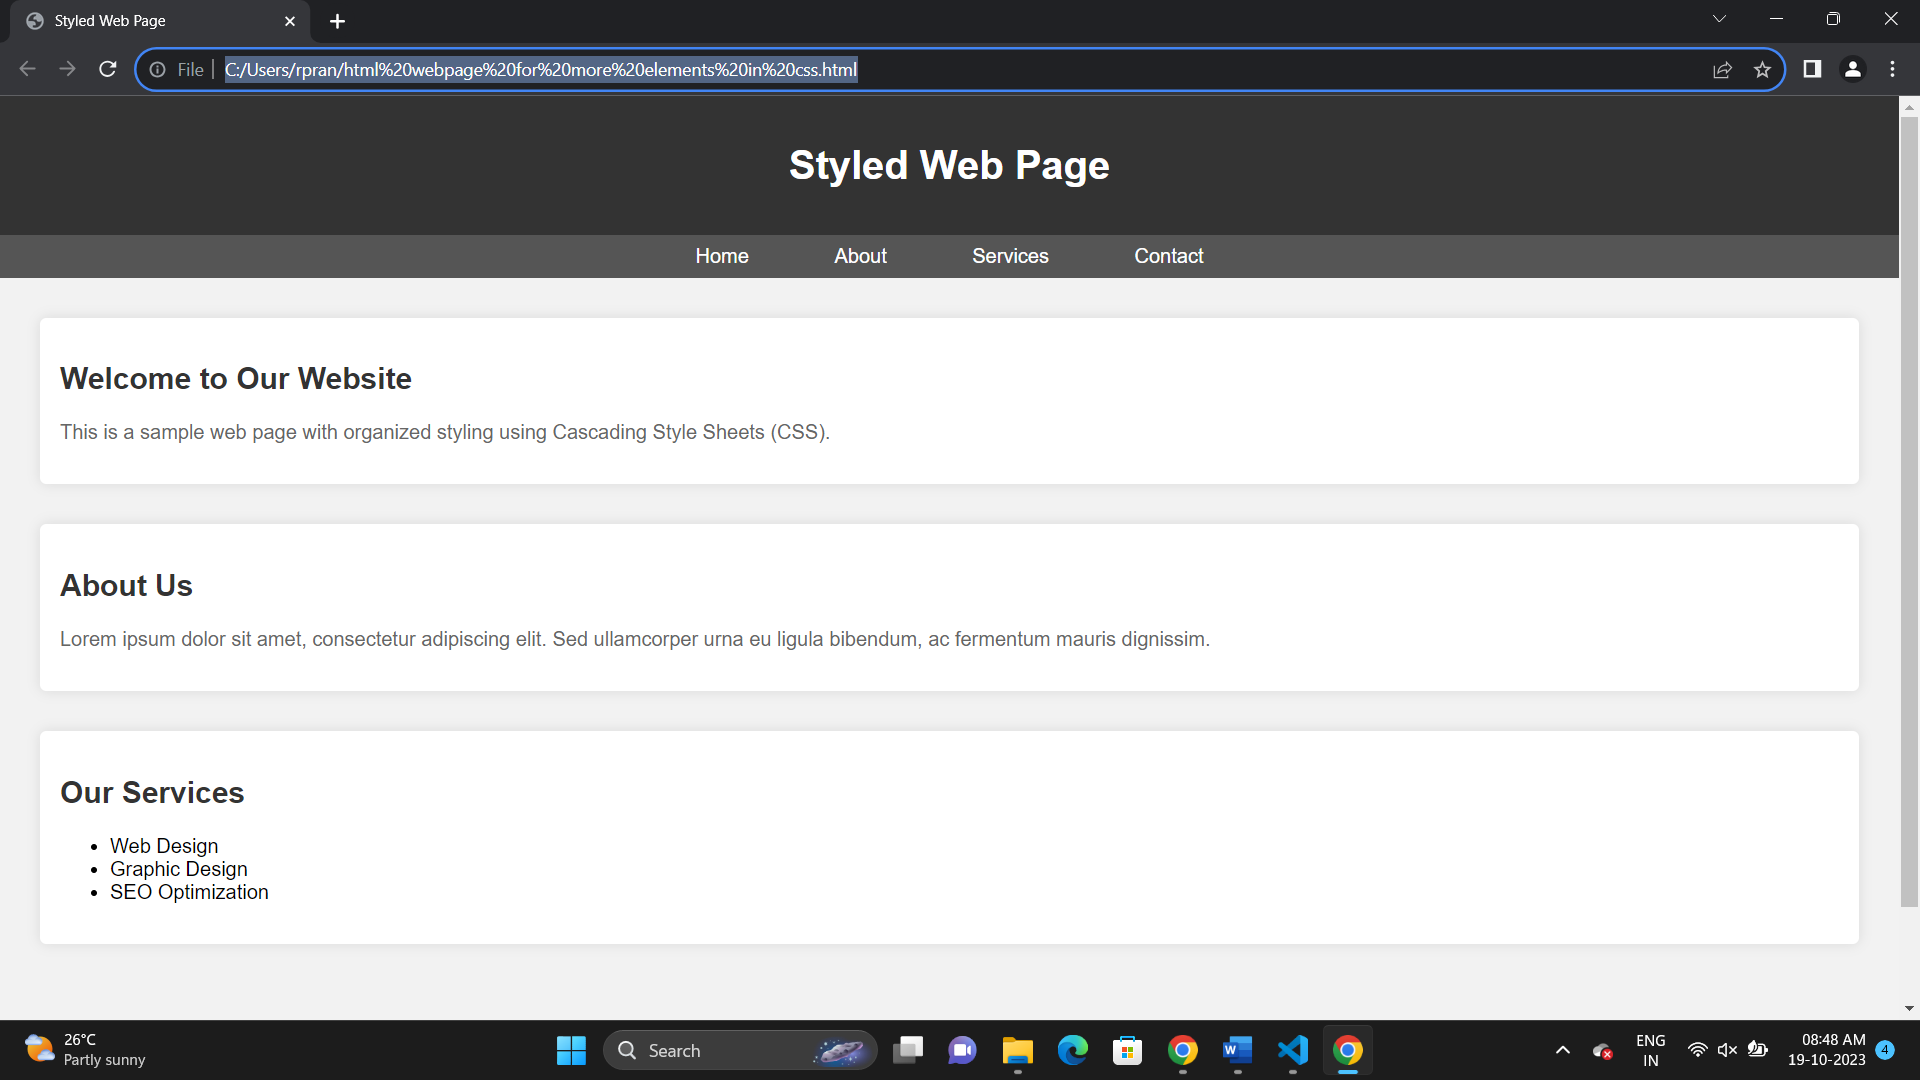 Styled Web Page
File
C:/Users/rpran/html%20webpage%20for%20more%20elements%20in%20css.html
Styled Web Page
Home About Services Contact
Welcome to Our Website
This is a sample web page with organized styling using Cascading Style Sheets (CSS).
About Us
Lorem ipsum dolor sit amet, consectetur adipiscing elit. Sed ullamcorper urna eu ligula bibendum, ac fermentum mauris dignissim.
Our Services
Web Design
Graphic Design
SEO Optimization
26°C
Partly sunny
Search
W
ENG
IN
08:48 AM
19-10-2023
4